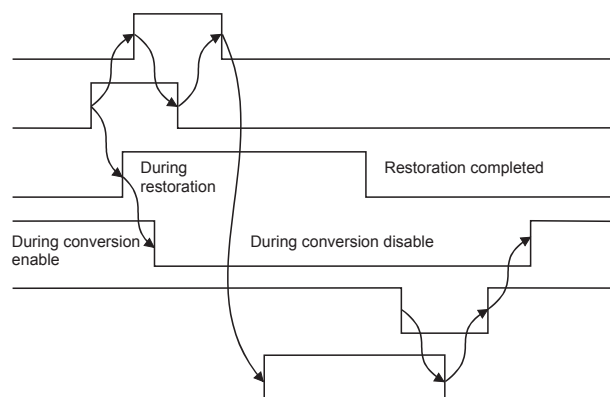 During
restoration
Restoration completed
During conversion
enable
During conversion disable